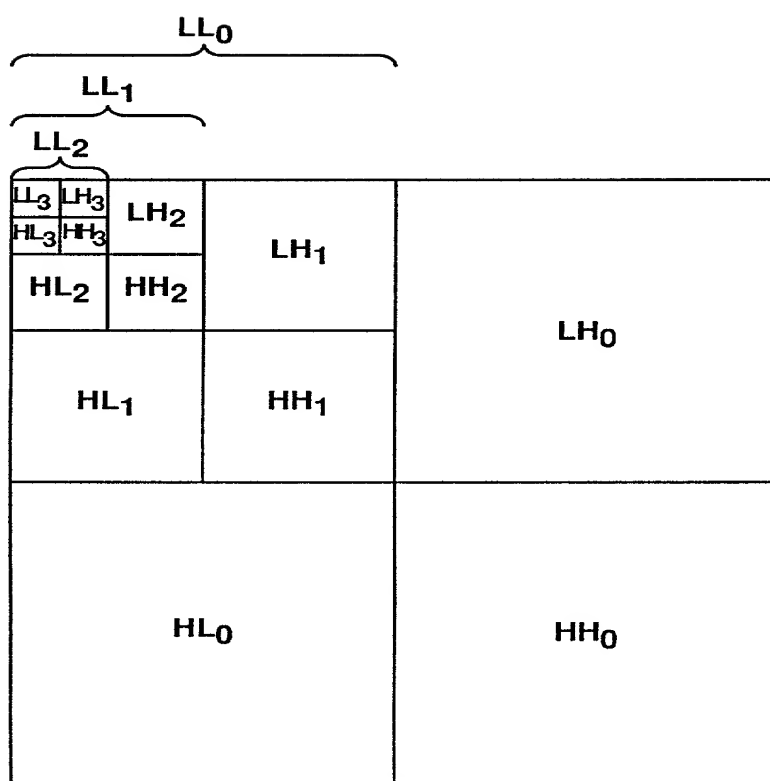 LL₀
LL₁
LL₂
LL₃ LH₃
LH₂
HL₃ HH₃
LH₁
HL₂ HH₂
LH₀
HL₁ HH₁
HL₀ HH₀